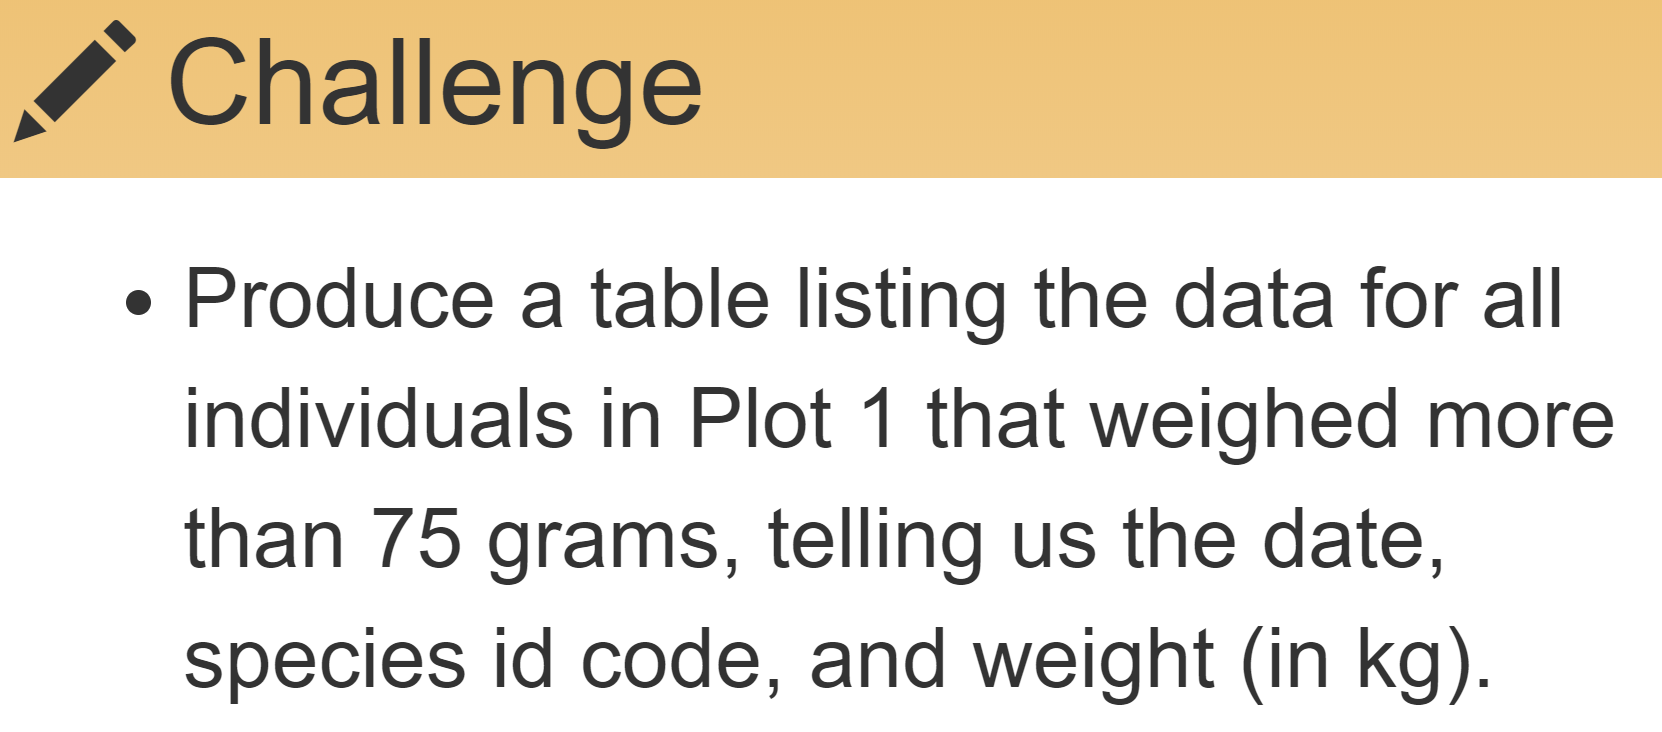 Challenge
Produce a table listing the data for all
individuals in Plot 1 that weighed more
than 75 grams, telling us the date,
species id code, and weight (in kg).